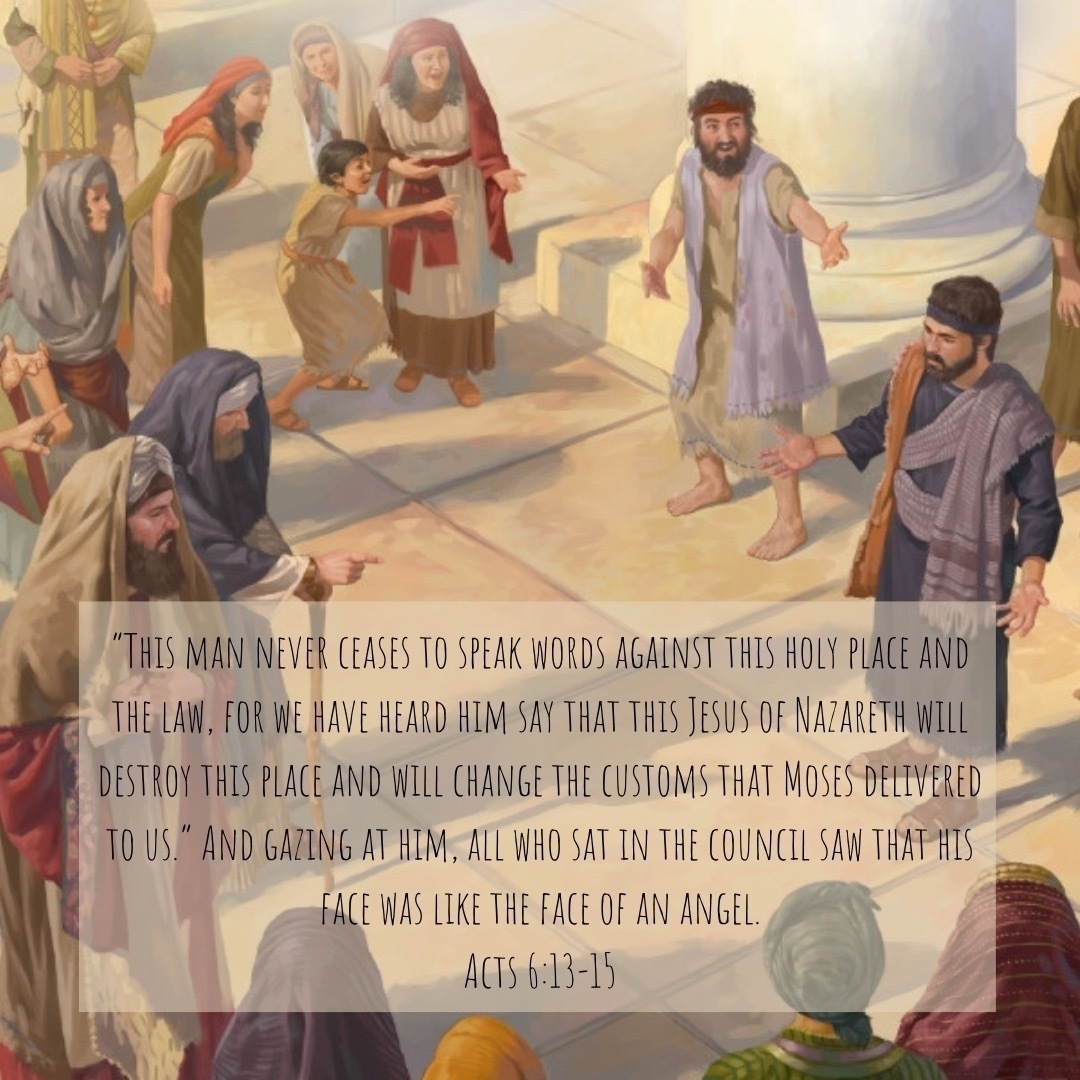 "This man never ceases to speak words against this holy place and
the law, for we have heard him say that this Jesus of Nazareth will
destroy this place and will change the customs that Moses delivered
to us." And gazing at him, all who sat in the council saw that his
face was like the face of an angel.
Acts 6:13-15